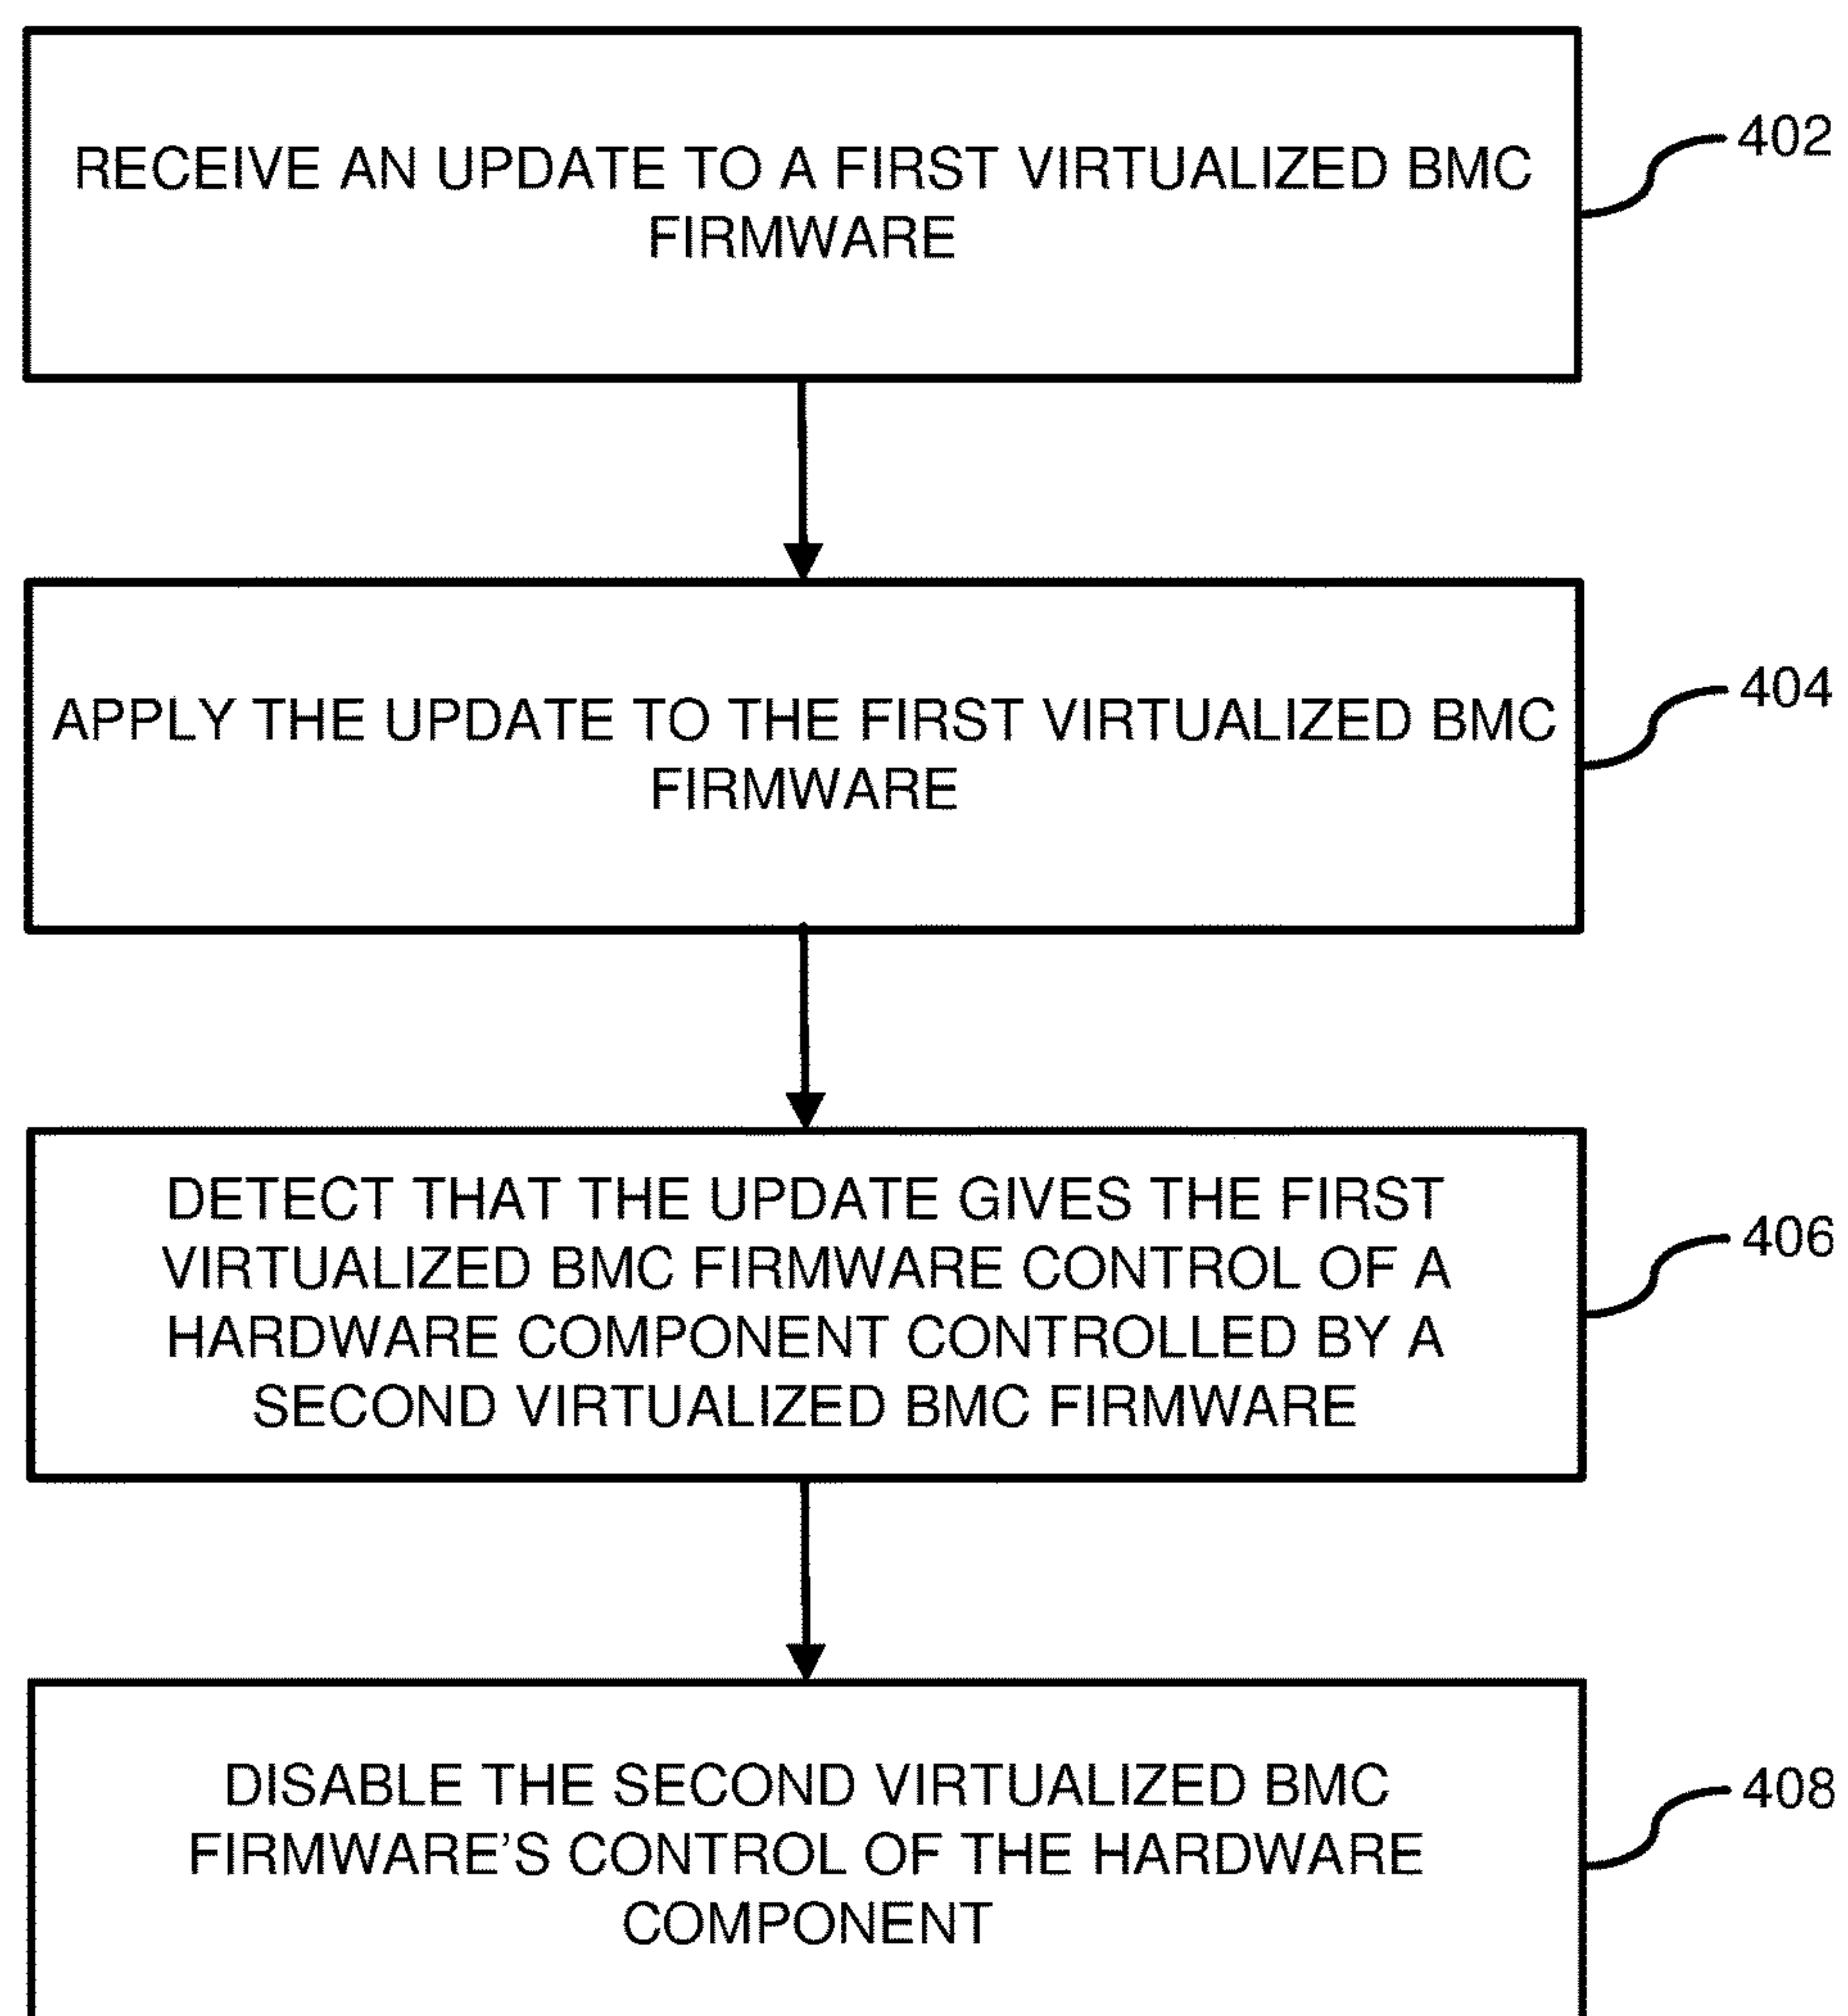 RECEIVE AN UPDATE TO A FIRST VIRTUALIZED BMC
FIRMWARE
402
APPLY THE UPDATE TO THE FIRST VIRTUALIZED BMC
FIRMWARE
404
DETECT THAT THE UPDATE GIVES THE FIRST
VIRTUALIZED BMC FIRMWARE CONTROL OF A
HARDWARE COMPONENT CONTROLLED BY A
SECOND VIRTUALIZED BMC FIRMWARE
406
DISABLE THE SECOND VIRTUALIZED BMC
FIRMWARE’S CONTROL OF THE HARDWARE
COMPONENT
408